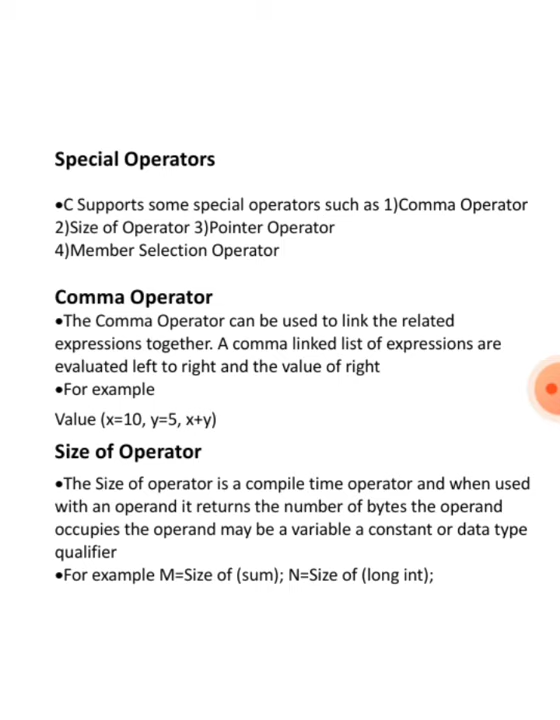 Special Operators
•C Supports some special operators such as 1)Comma Operator
2)Size of Operator 3)Pointer Operator
4)Member Selection Operator
Comma Operator
•The Comma Operator can be used to link the related
expressions together. A comma linked list of expressions are
evaluated left to right and the value of right
•For example
Value (x=10, y=5, x+y)
Size of Operator
•The Size of operator is a compile time operator and when used
with an operand it returns the number of bytes the operand
occupies the operand may be a variable a constant or data type
qualifier
•For example M=Size of (sum); N=Size of (long int);